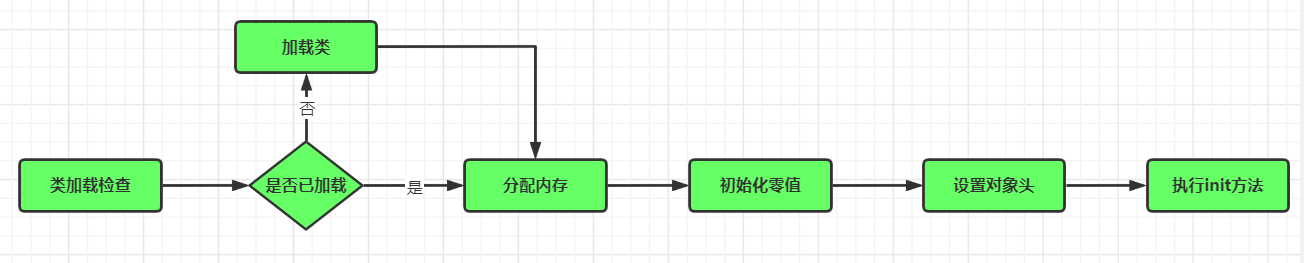 加载类
否
类加载检查
是否已加载
是
分配内存
初始化零值
设置对象头
执行init方法